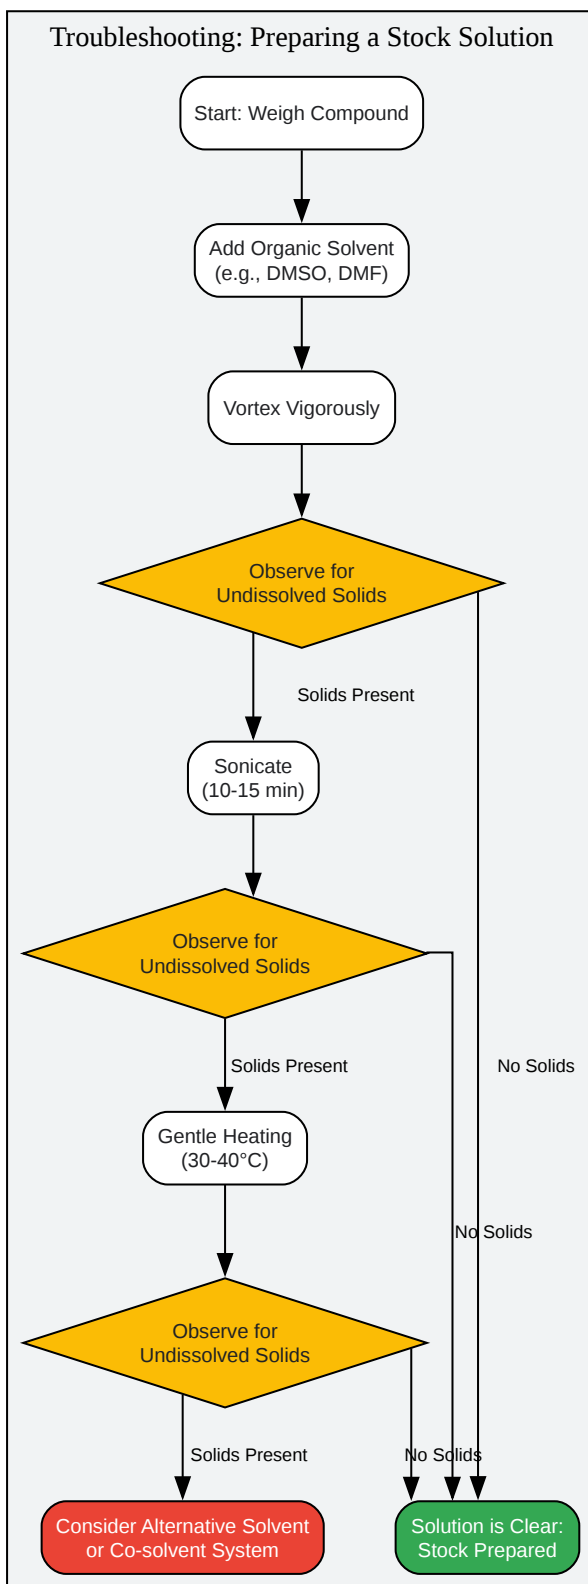 Troubleshooting: Preparing a Stock Solution
Start: Weigh Compound
Add Organic Solvent
(e.g., DMSO, DMF)
Vortex Vigorously
Observe for
Undissolved Solids
Solids Present
Sonicate
(10-15 min)
Observe for
Undissolved Solids
Solids Present
No Solids
Gentle Heating
(30-40°C)
No Solids
Observe for
Undissolved Solids
Solids Present
No Solids
Consider Alternative Solvent
or Co-solvent System
Solution is Clear:
Stock Prepared